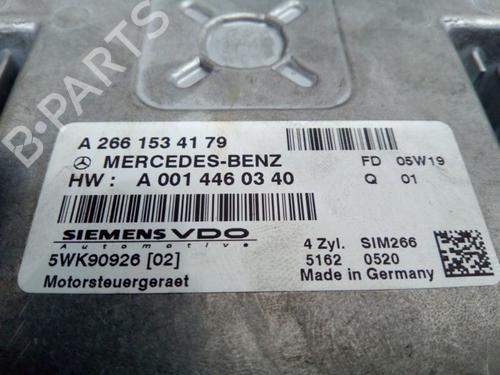 B-PARTS
A 266 153 41 79
MERCEDES-BENZ FD 05W19
HW : A 001 446 03 40 Q 01
SIEMENS VDO
Automotive 4 Zyl. SIM266
5WK90926 [02] 5162 0520
Motorsteuergeraet Made in Germany